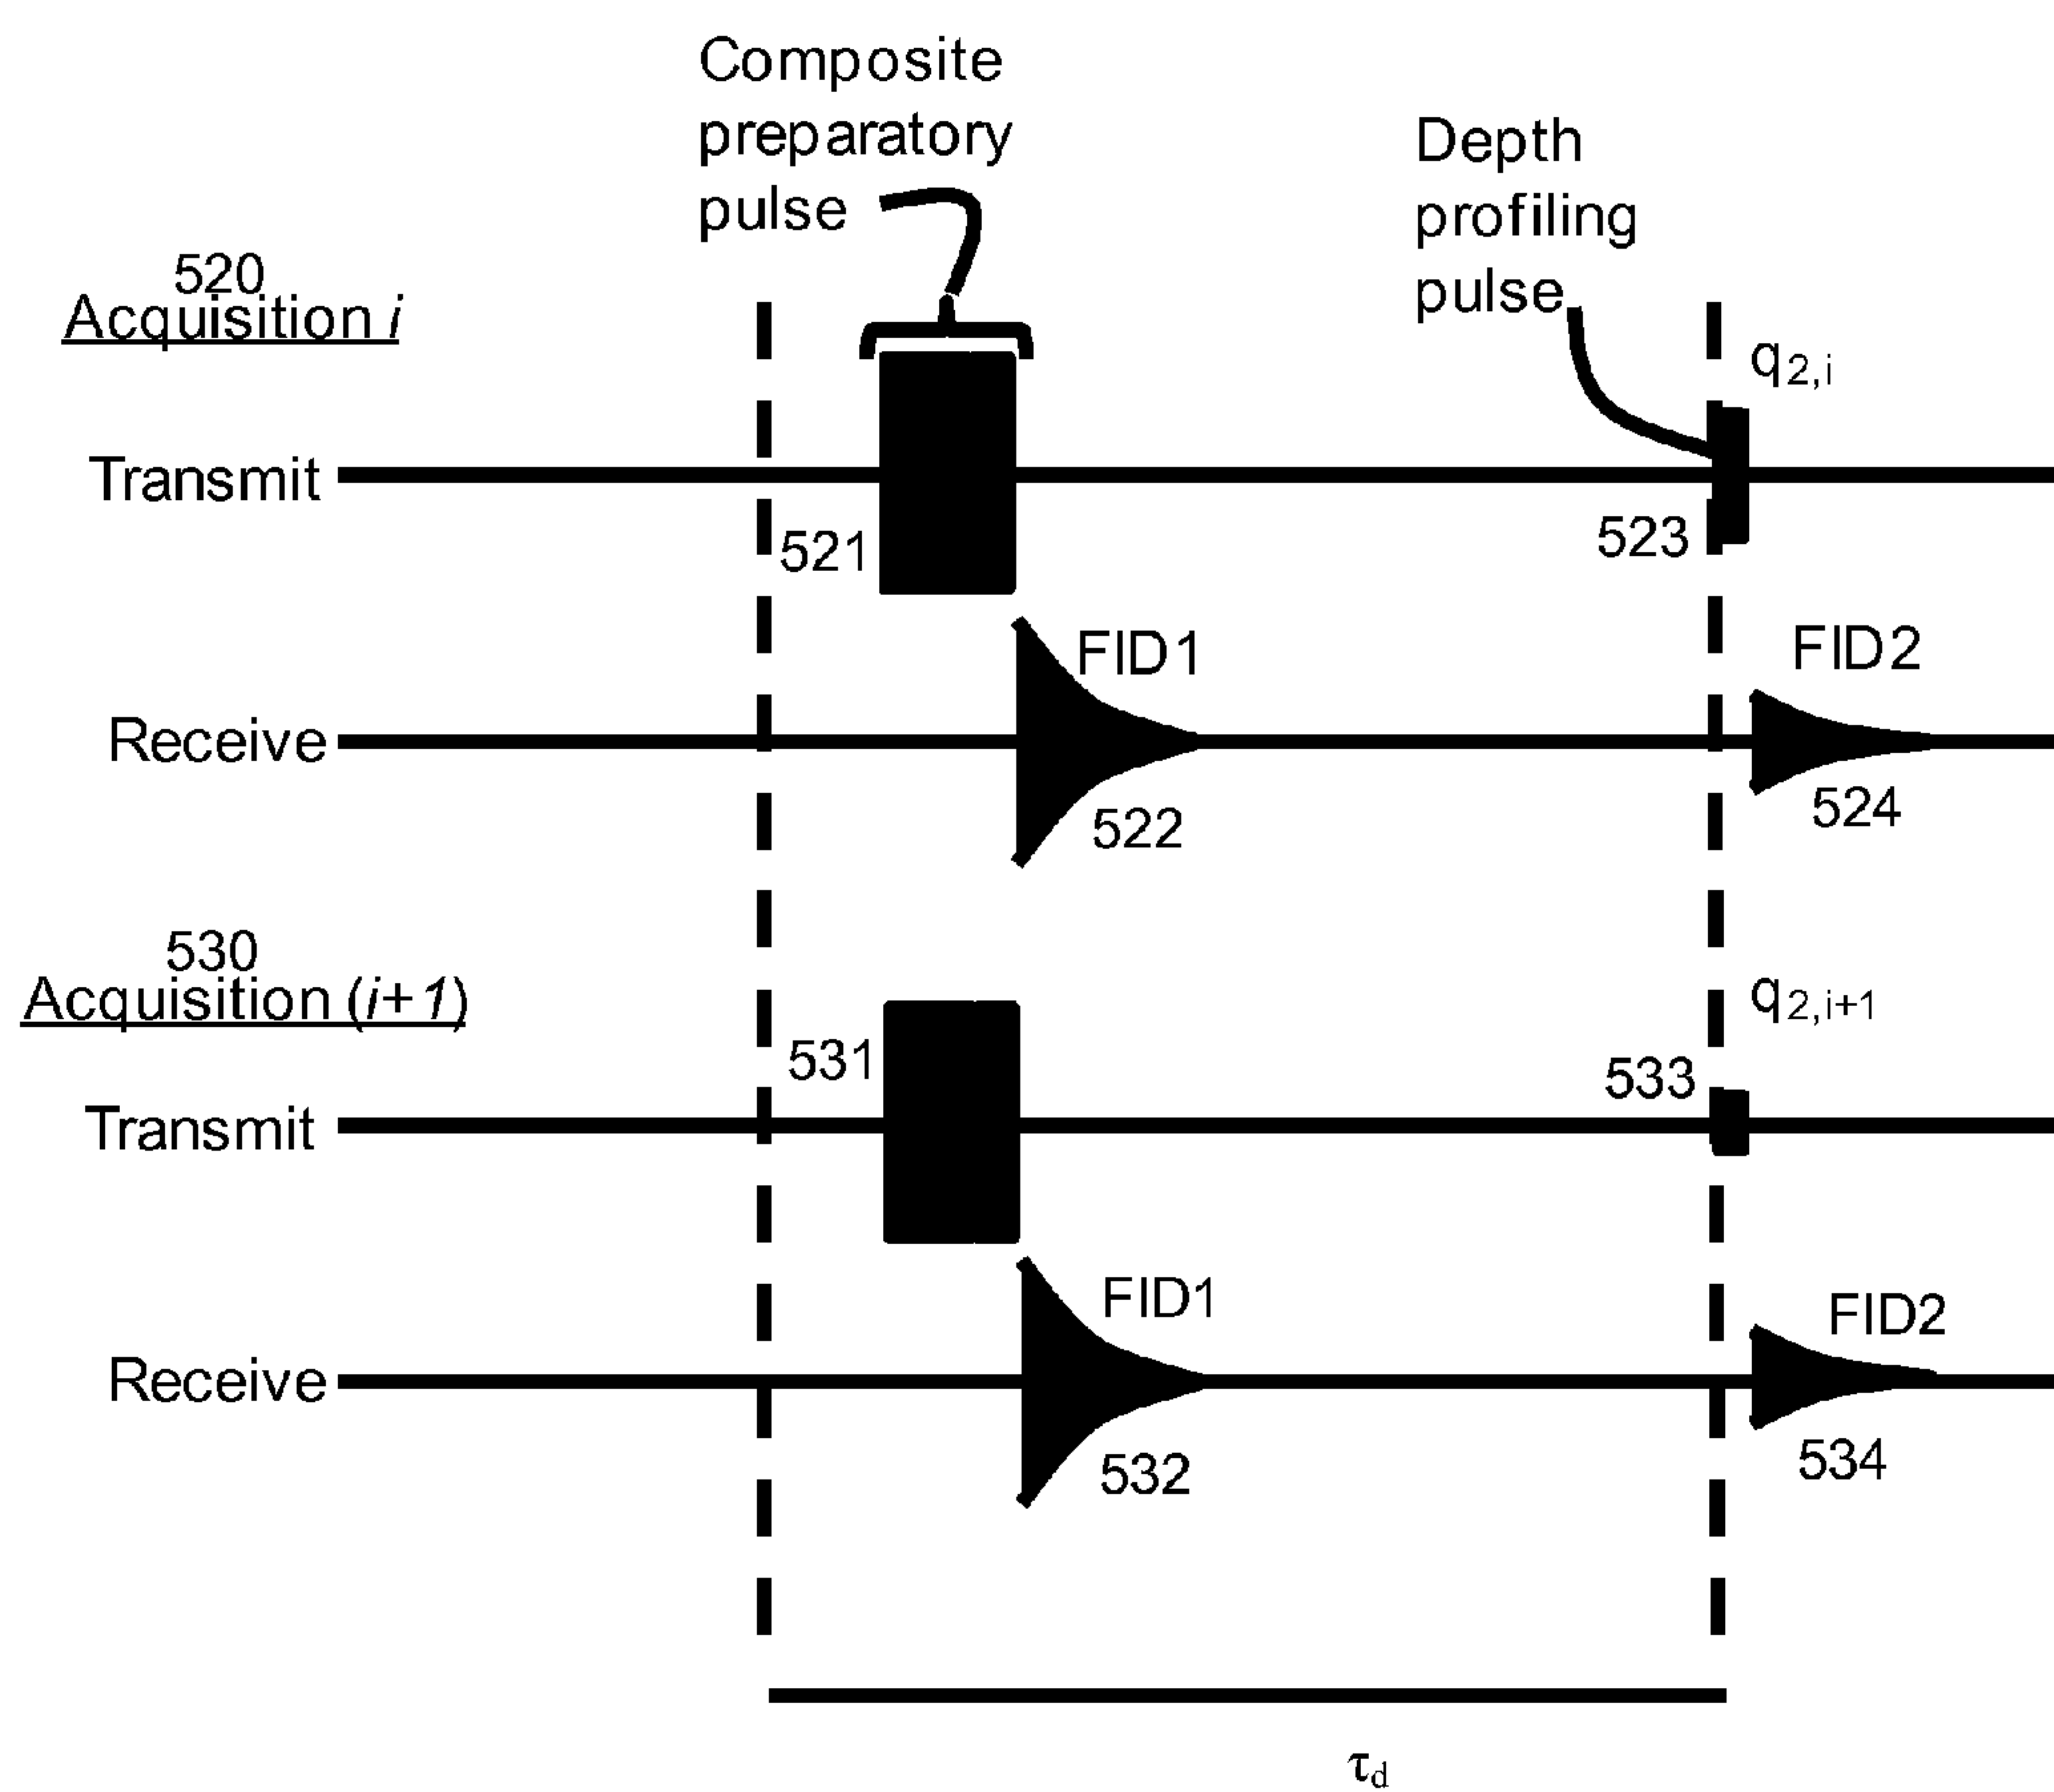 Composite
preparatory
pulse
Depth
profiling
pulse
520
Acquisition i
q2,i
Transmit
521
523
FID1
FID2
Receive
522
524
530
Acquisition (i+1)
q2,i+1
531
533
Transmit
FID1
FID2
Receive
532
534
τd